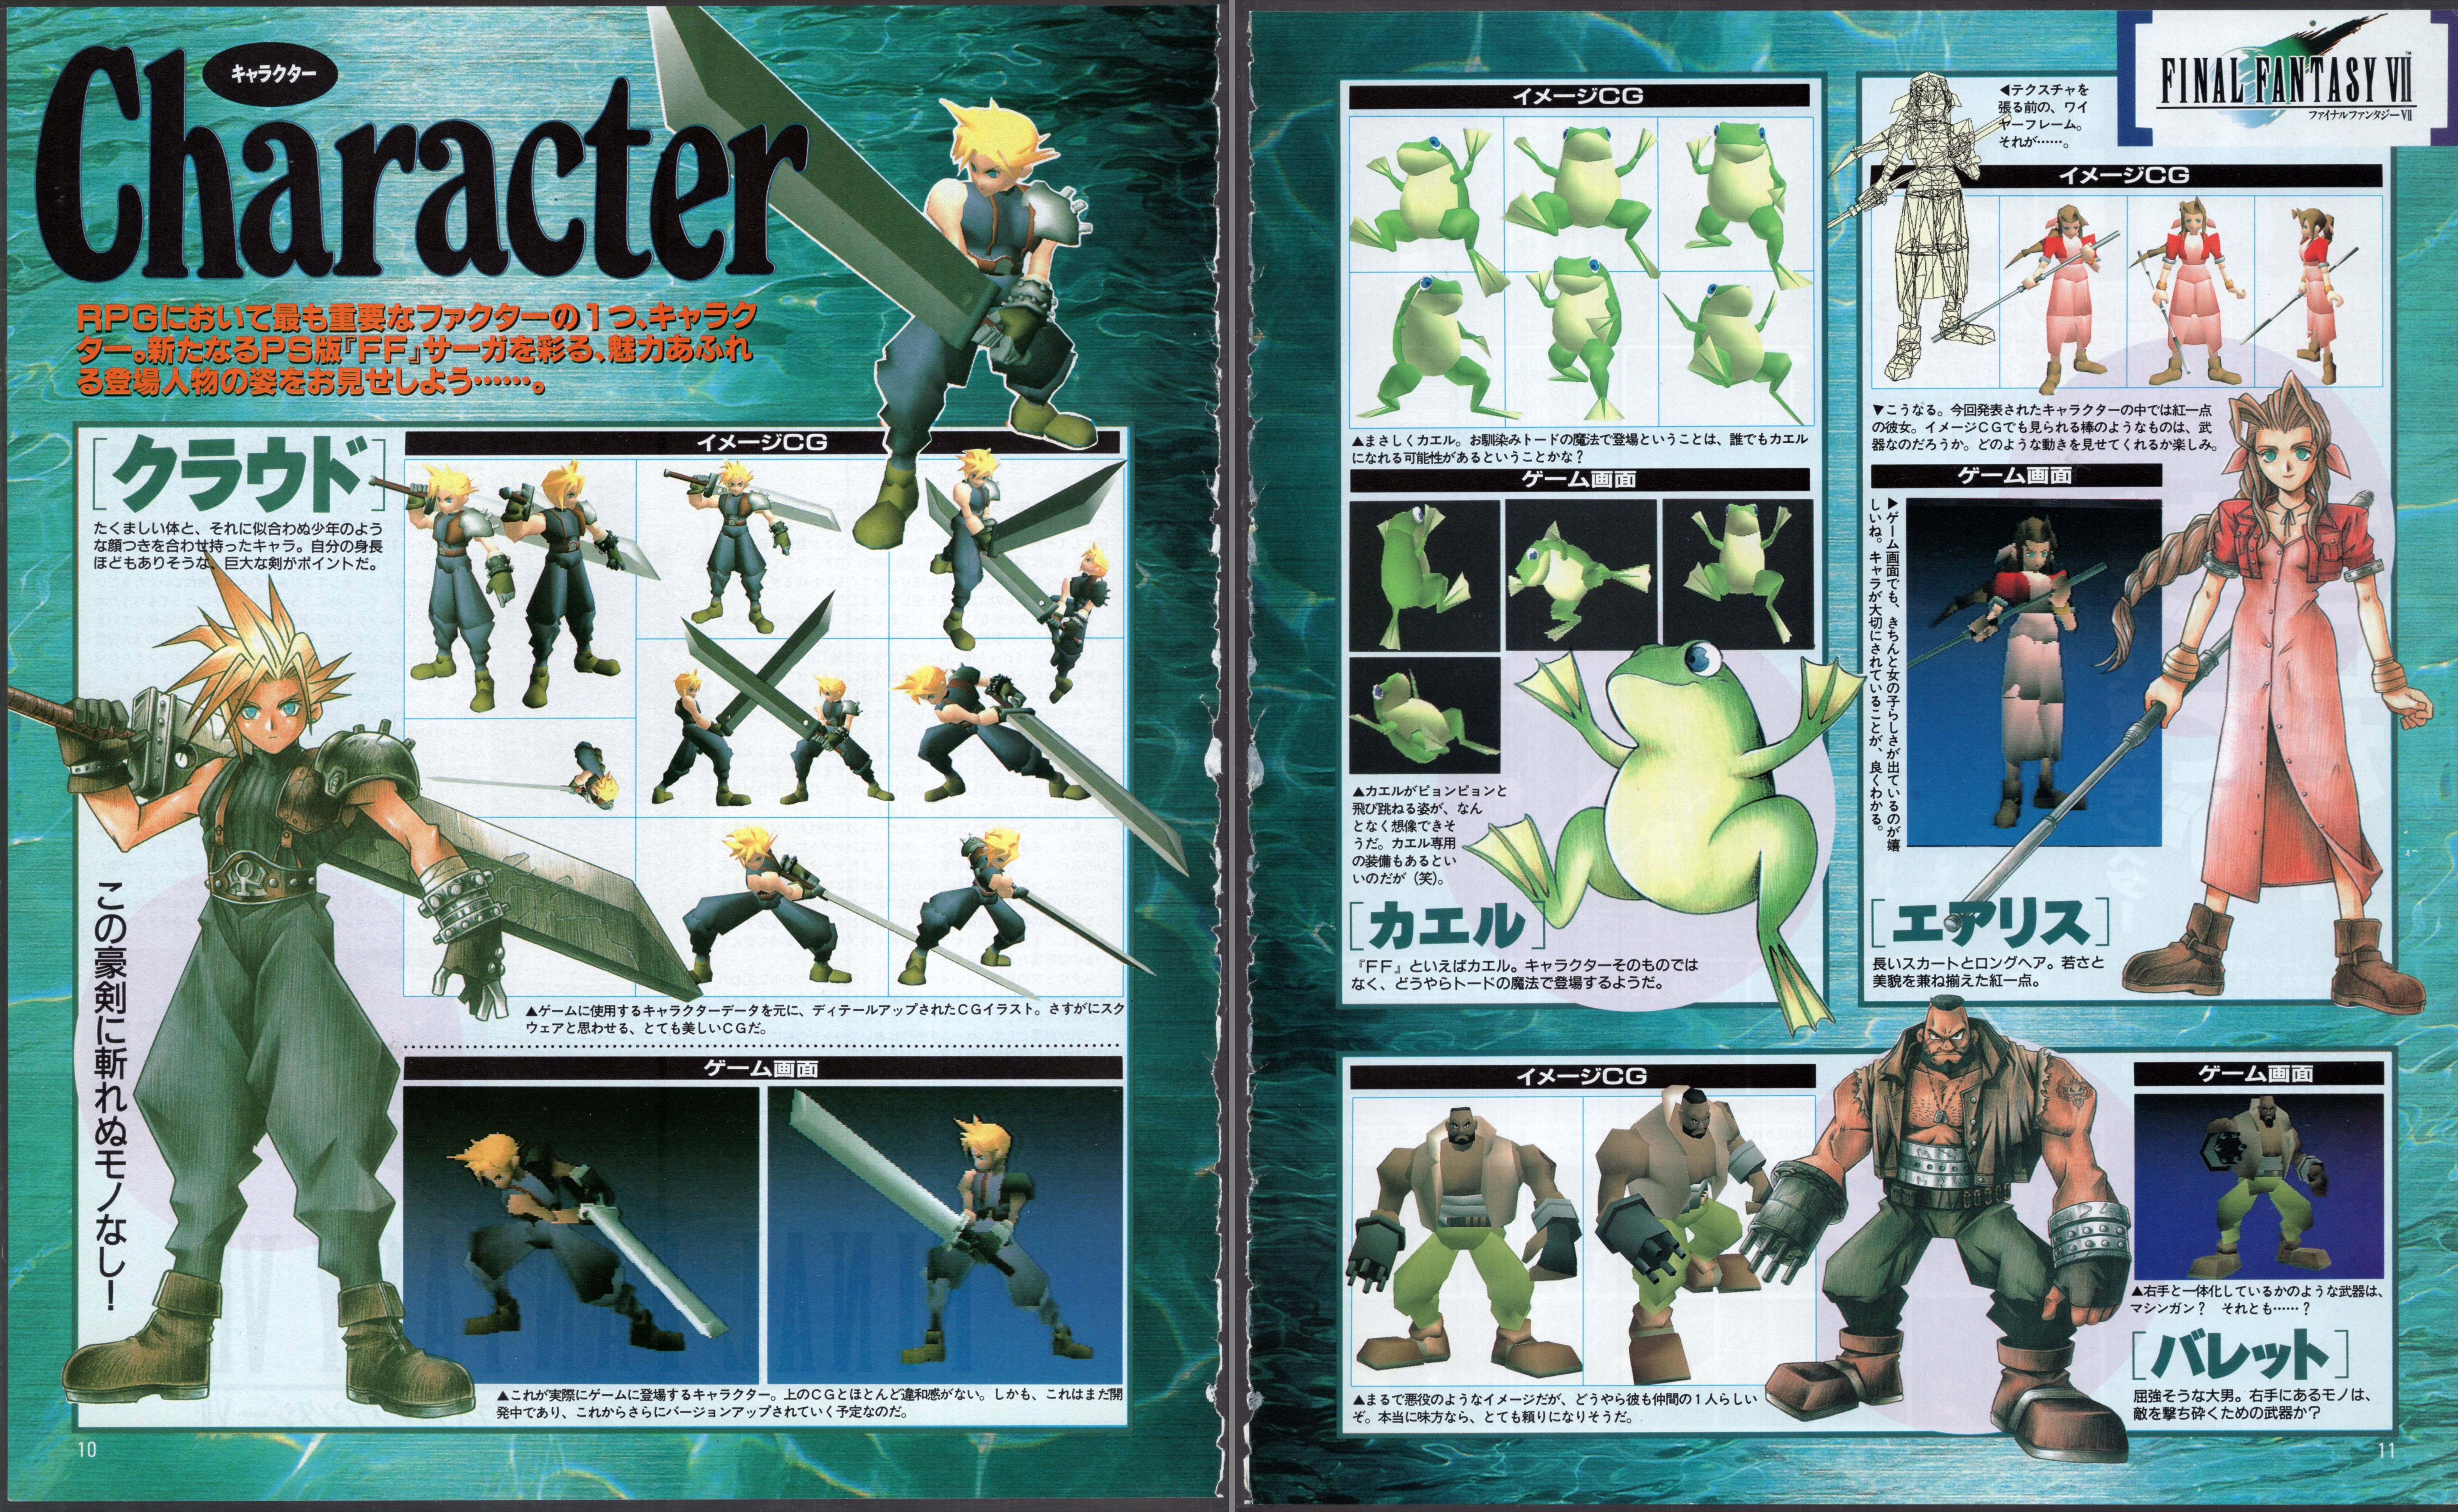 キャラクター
Character
RPGにおいて最も重要なファクターの1つ、キャラク
ター。新たなるPS版『FF』サーガを彩る、魅力あふれ
る登場人物の姿をお見せしよう……。
[クラウド]
たくましい体と、それに似合わぬ少年のよう
な顔つきを合わせ持ったキャラ。自分の身長
ほどもありそうな、巨大な剣がポイントだ。
この豪剣に斬れぬモノなし！
イメージCG
▲ゲームに使用するキャラクターデータを元に、ディテールアップされたCGイラスト。さすがにスク
ウェアと思わせる、とても美しいCGだ。
ゲーム画面
▲これが実際にゲームに登場するキャラクター。上のCGとほとんど違和感がない。しかも、これはまだ開
発中であり、これからさらにバージョンアップされていく予定なのだ。
10
FINAL FANTASY VII
TM
ファイナルファンタジーVII
イメージCG
▲まさしくカエル。お馴染みトードの魔法で登場ということは、誰でもカエル
になれる可能性があるということかな？
ゲーム画面
▲カエルがピョンピョンと
飛び跳ねる姿が、なん
となく想像できそ
うだ。カエル専用
の装備もあるとい
いのだが（笑）。
[カエル]
『FF』といえばカエル。キャラクターそのものでは
なく、どうやらトードの魔法で登場するようだ。
◀テクスチャを
張る前の、ワイ
ヤーフレーム。
それが……。
イメージCG
▼こうなる。今回発表されたキャラクターの中では紅一点
の彼女。イメージCGでも見られる棒のようなものは、武
器なのだろうか。どのような動きを見せてくれるか楽しみ。
ゲーム画面
▶ゲーム画面でも、きちんと女の子らしさが出ているのが嬉
しいね。キャラが大切にされていることが、良くわかる。
[エアリス]
長いスカートとロングヘア。若さと
美貌を兼ね揃えた紅一点。
イメージCG
▲まるで悪役のようなイメージだが、どうやら彼も仲間の1人らしい
ぞ。本当に味方なら、とても頼りになりそうだ。
ゲーム画面
▲右手と一体化しているかのような武器は、
マシンガン？　それとも……？
[バレット]
屈強そうな大男。右手にあるモノは、
敵を撃ち砕くための武器か？
11